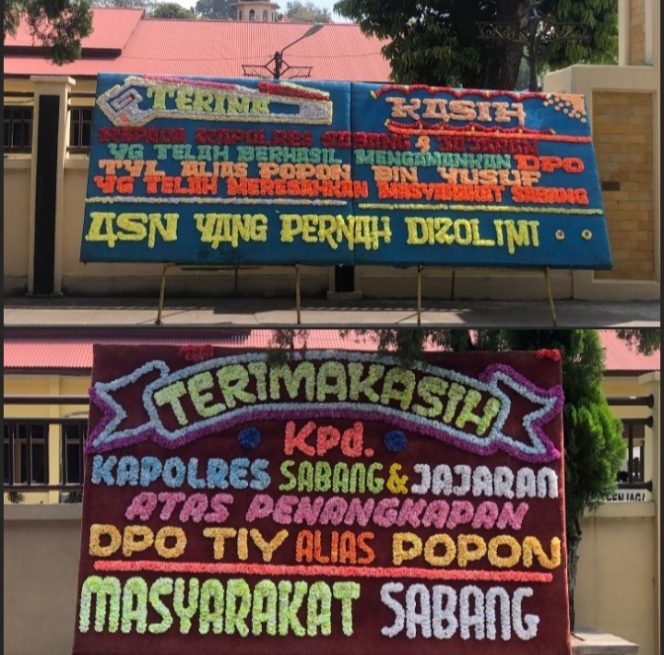 TERIMA KASIH
KEPADA KAPOLRES SABANG & JAJARAN
YG TELAH BERHASIL MENGAMANKAN DPO
TYL ALIAS POPON BIN YUSUF
YG TELAH MERESAHKAN MASYARAKAT SABANG
ASN YANG PERNAH DIZOLIMI
TERIMAKASIH
Kpd.
KAPOLRES SABANG & JAJARAN
ATAS PENANGKAPAN
DPO TIY ALIAS POPON
MASYARAKAT SABANG